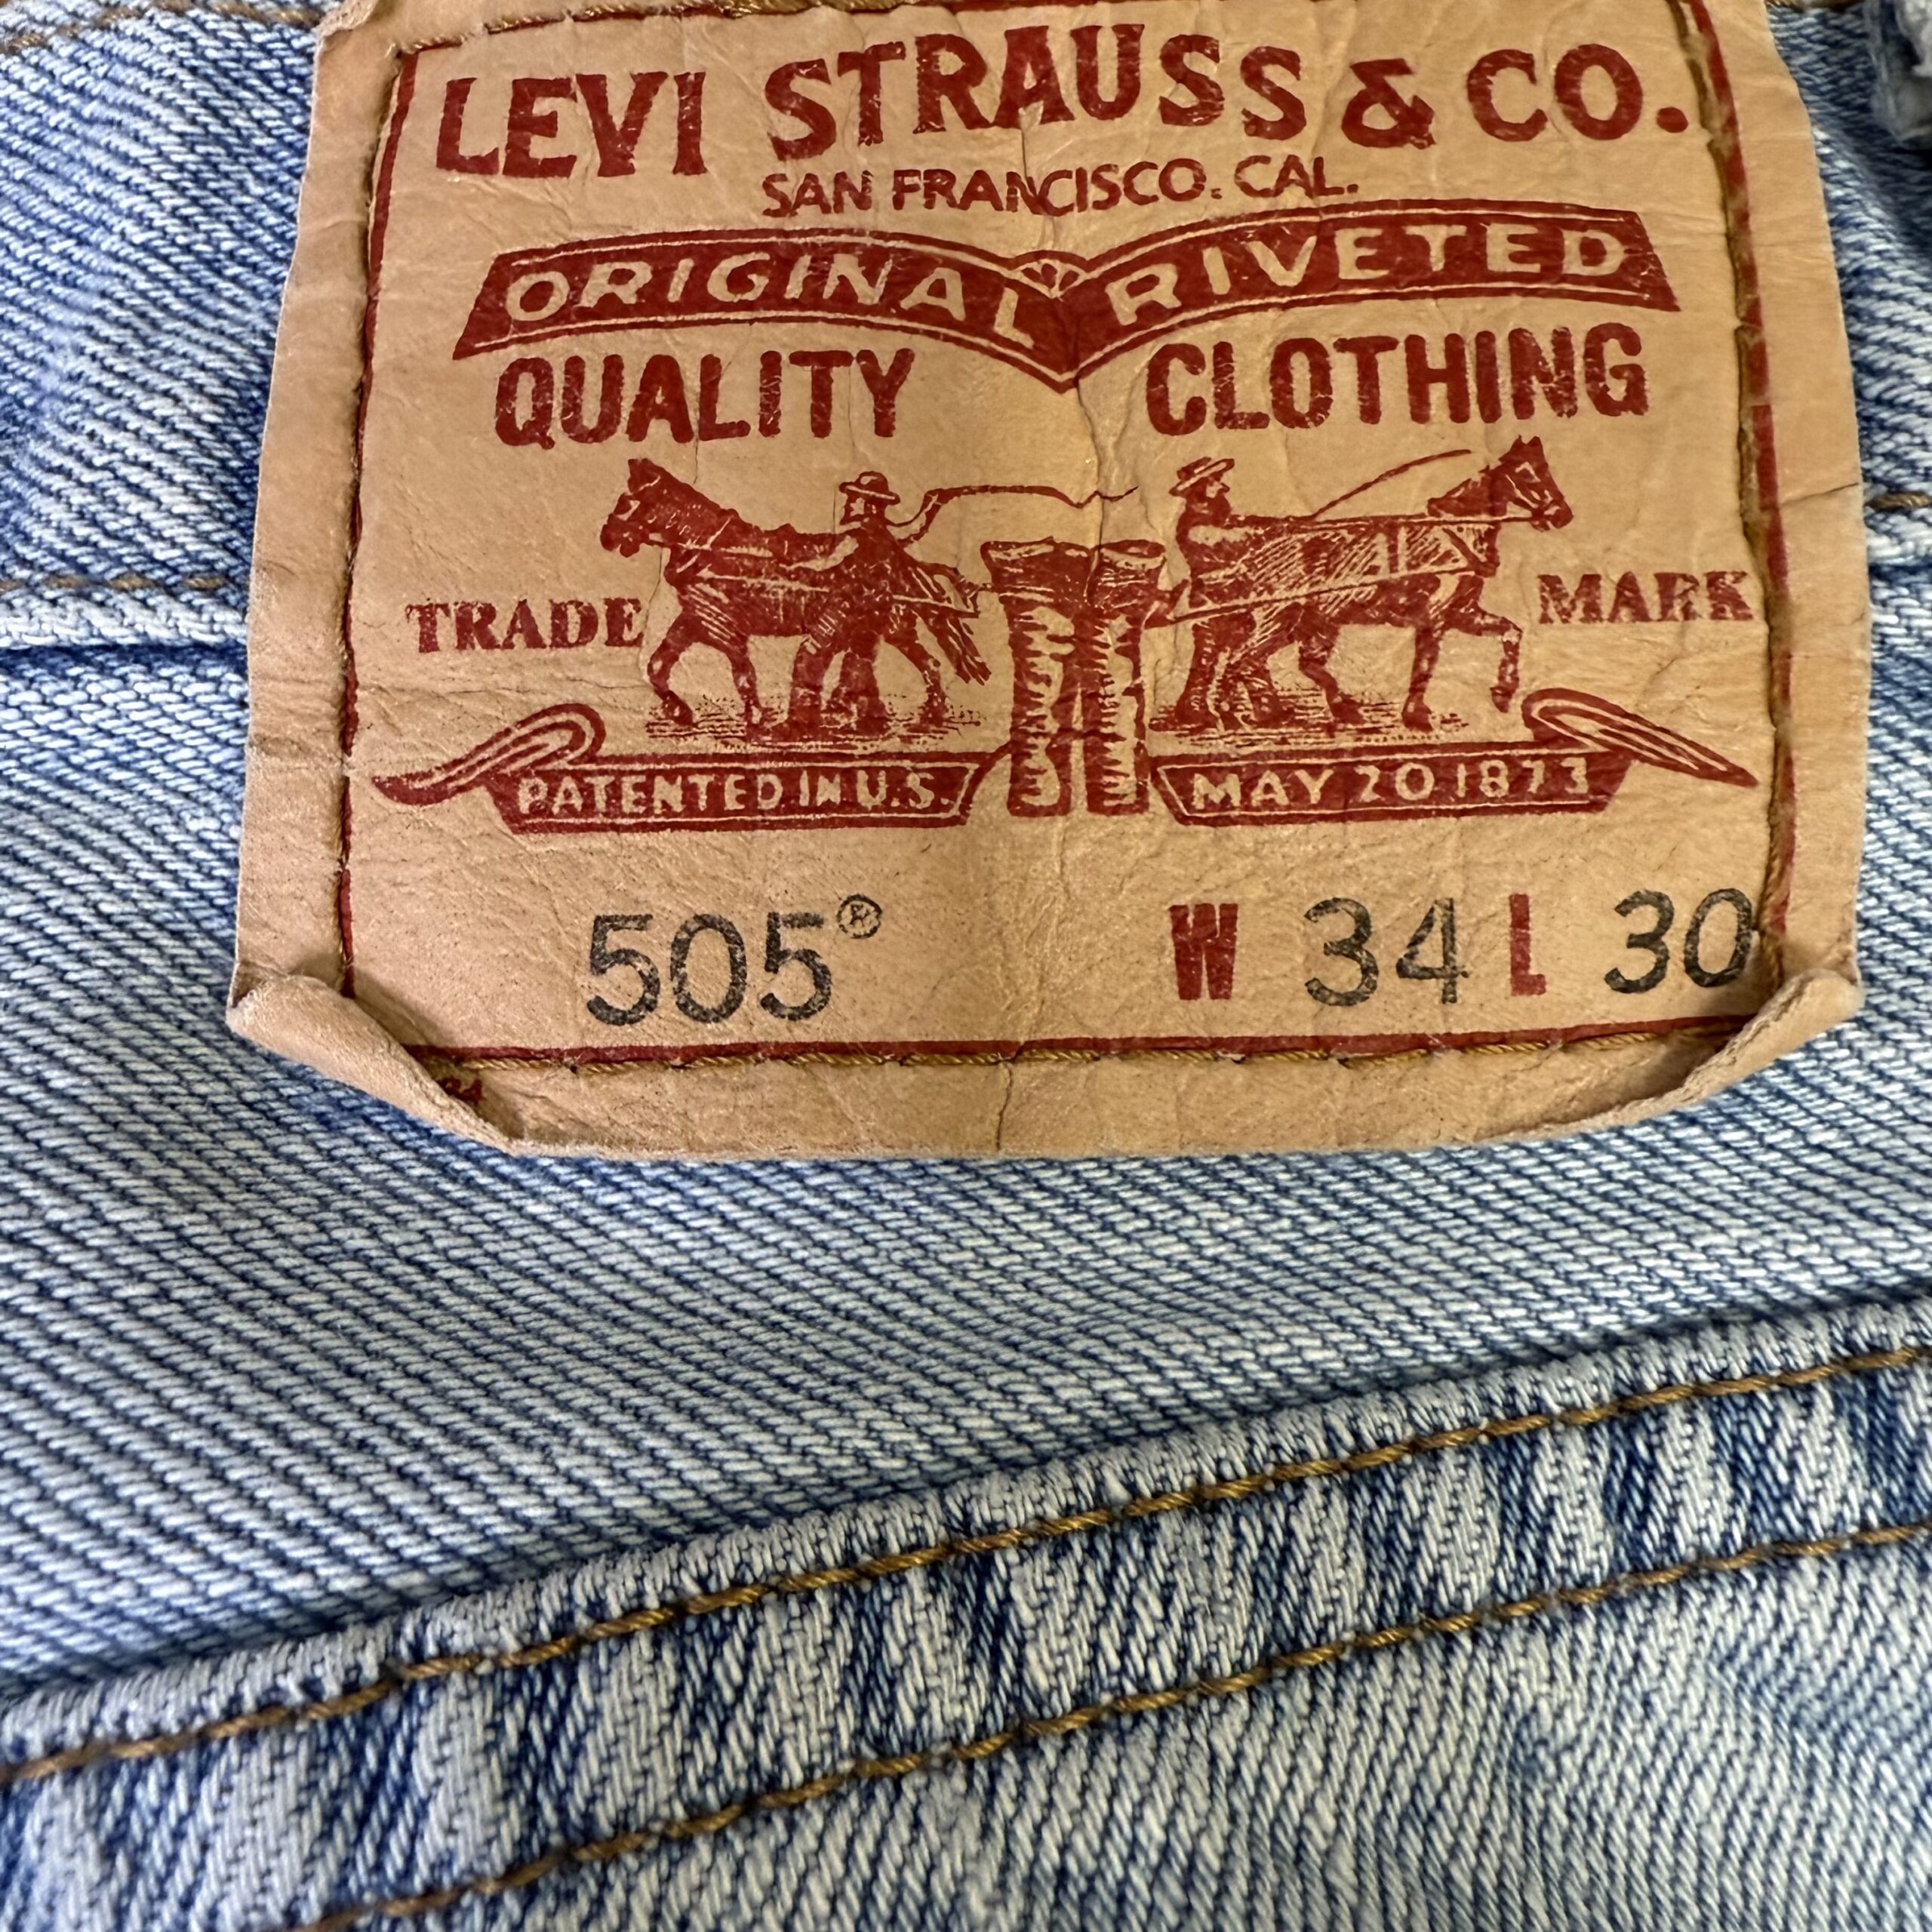 LEVI STRAUSS & CO.
SAN FRANCISCO. CAL.
ORIGINAL RIVETED
QUALITY CLOTHING
TRADE MARK
PATENTED IN U.S. MAY 20 1873
505® W 34 L 30